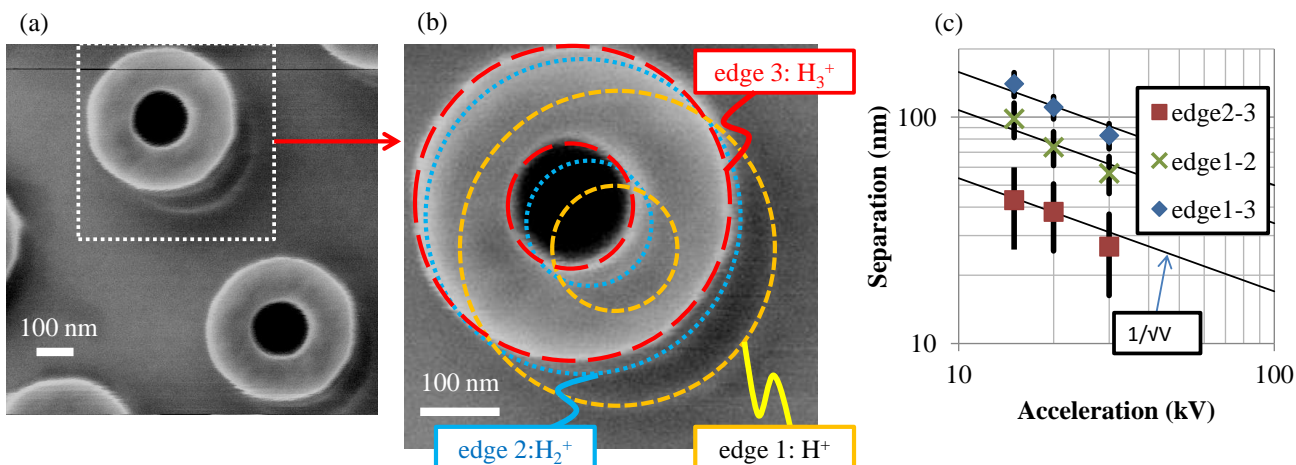 (a)
100 nm
(b)
edge 3: H₃⁺
100 nm
edge 2:H₂⁺
edge 1: H⁺
(c)
Separation (nm)
100
10
10
100
Acceleration (kV)
edge2-3
edge1-2
edge1-3
1/√V